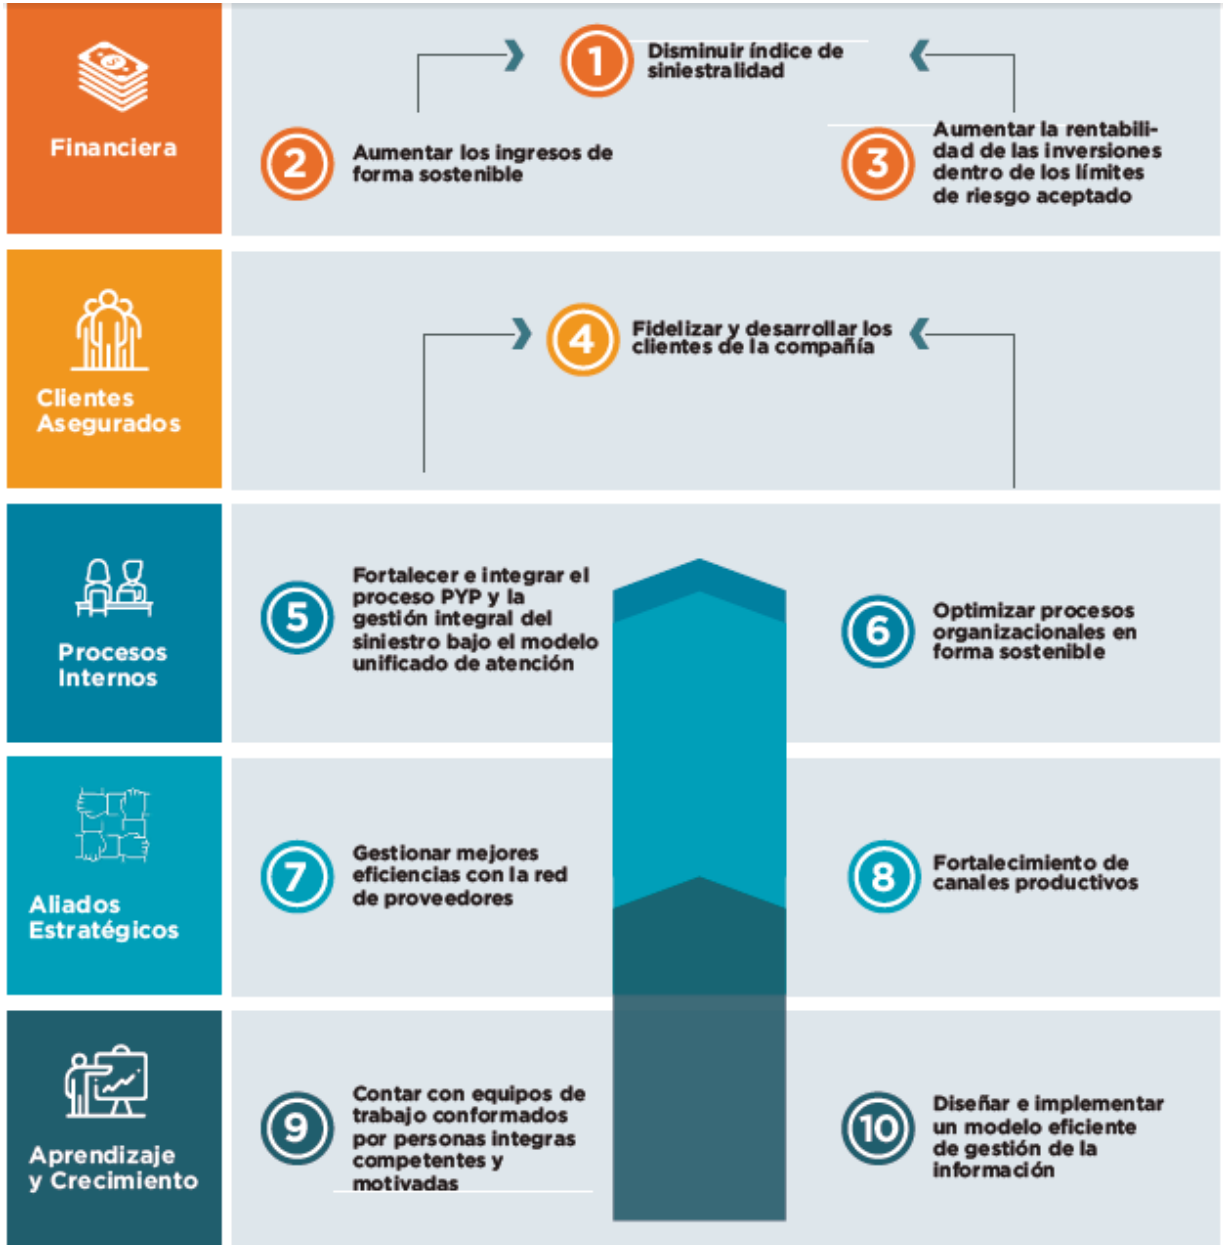 Financiera
1
Disminuir índice de
siniestralidad
2
Aumentar los ingresos de
forma sostenible
3
Aumentar la rentabili-
dad de las inversiones
dentro de los límites
de riesgo aceptado
Clientes
Asegurados
4
Fidelizar y desarrollar los
clientes de la compañía
Procesos
Internos
5
Fortalecer e integrar el
proceso PYP y la
gestión integral del
siniestro bajo el modelo
unificado de atención
6
Optimizar procesos
organizacionales en
forma sostenible
Aliados
Estratégicos
7
Gestionar mejores
eficiencias con la red
de proveedores
8
Fortalecimiento de
canales productivos
Aprendizaje
y Crecimiento
9
Contar con equipos de
trabajo conformados
por personas integras
competentes y
motivadas
10
Diseñar e implementar
un modelo eficiente
de gestión de la
información